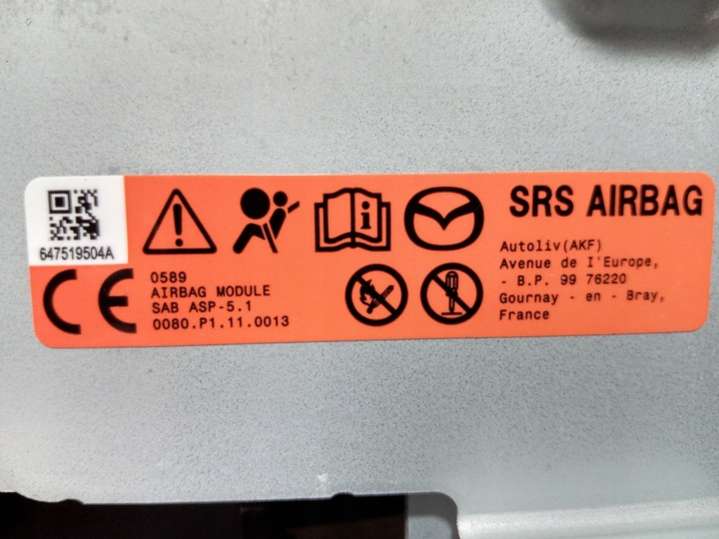 647519504A
0589
AIRBAG MODULE
SAB ASP-5.1
0080.P1.11.0013
SRS AIRBAG
Autoliv(AKF)
Avenue de I'Europe,
- B.P. 99 76220
Gournay - en - Bray,
France